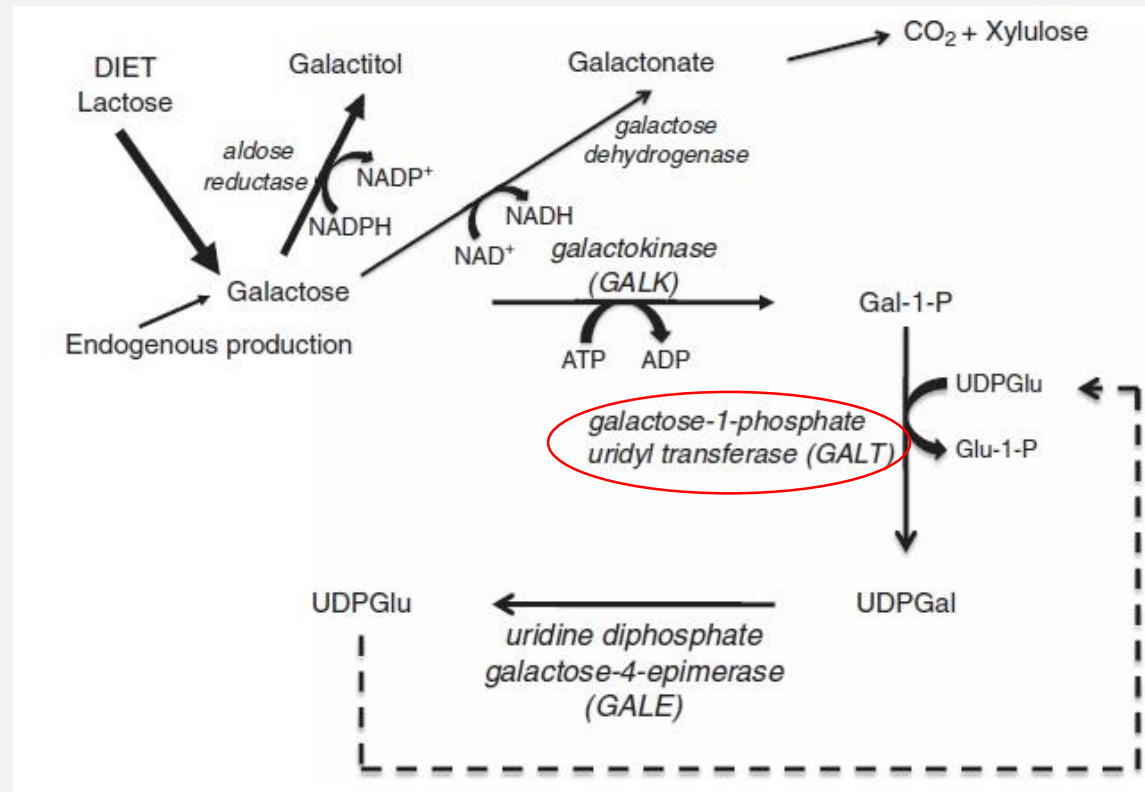 DIET
Lactose
Galactitol
Galactonate
CO₂ + Xylulose
aldose
reductase
NADP⁺
NADPH
galactose
dehydrogenase
NADH
NAD⁺
galactokinase
(GALK)
Galactose
Gal-1-P
Endogenous production
ATP
ADP
UDPGlu
galactose-1-phosphate
uridyl transferase (GALT)
Glu-1-P
UDPGlu
UDPGal
uridine diphosphate
galactose-4-epimerase
(GALE)